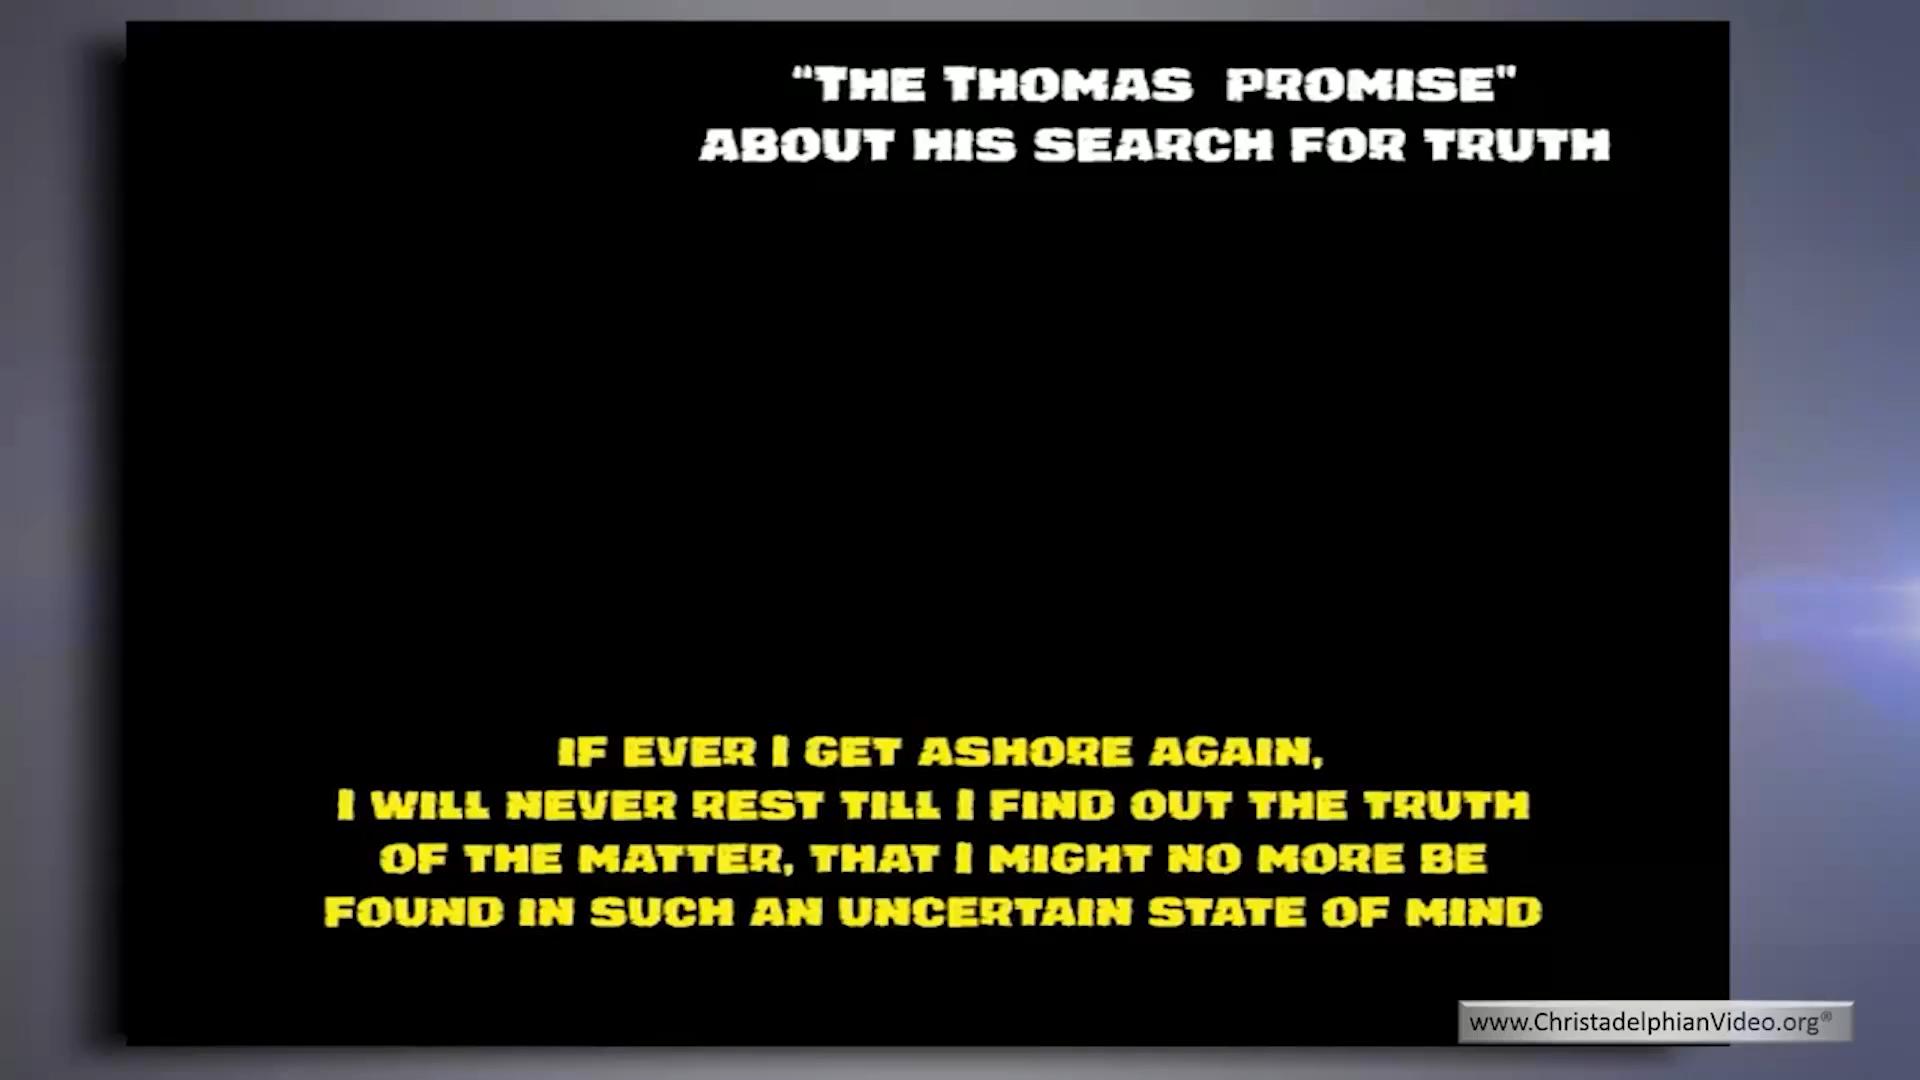 "THE THOMAS PROMISE"
ABOUT HIS SEARCH FOR TRUTH
IF EVER I GET ASHORE AGAIN,
I WILL NEVER REST TILL I FIND OUT THE TRUTH
OF THE MATTER, THAT I MIGHT NO MORE BE
FOUND IN SUCH AN UNCERTAIN STATE OF MIND
www.ChristadelphianVideo.org®